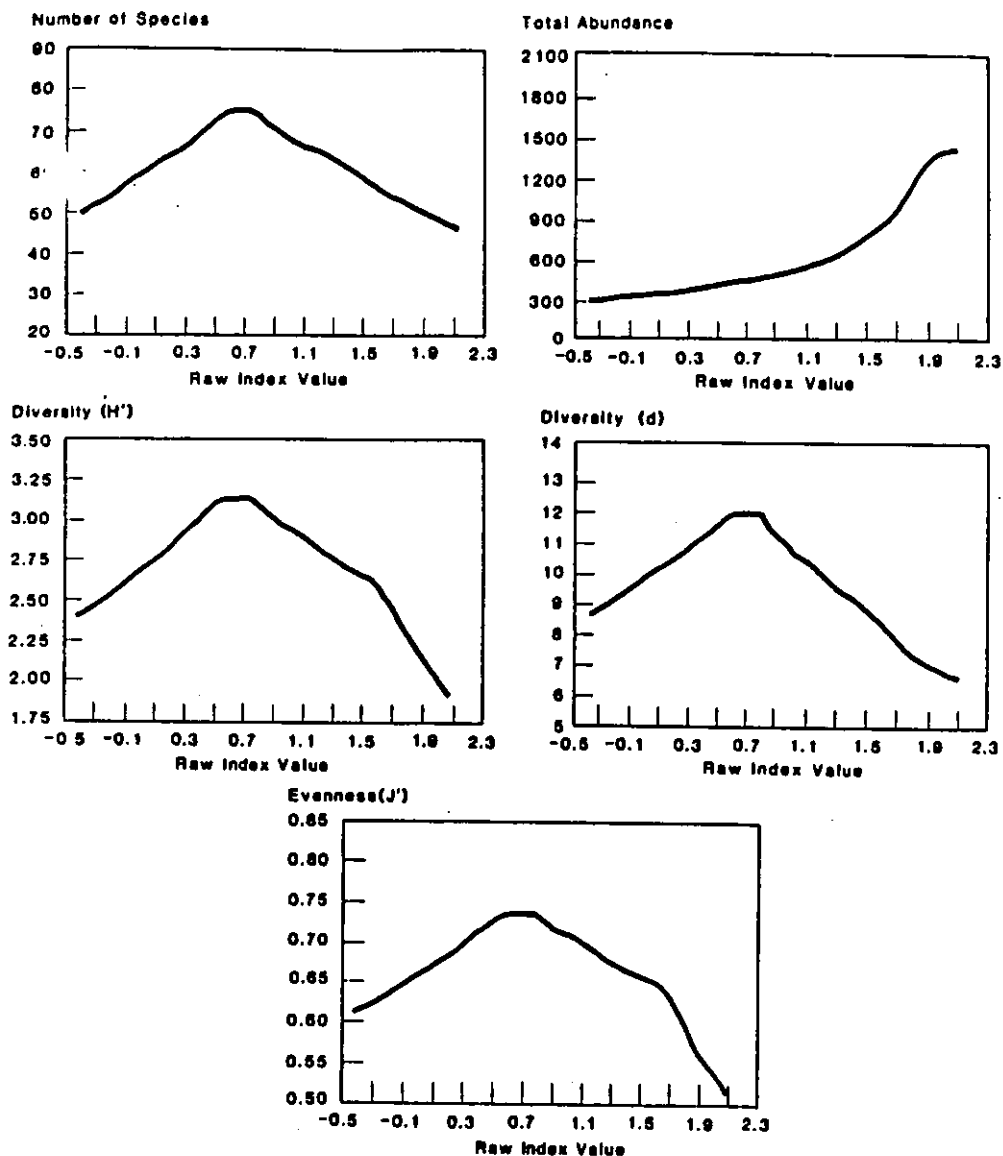 Number of Species
90
80
70
6'
50
40
30
20
-0.5 -0.1 0.3 0.7 1.1 1.5 1.9 2.3
Raw Index Value
Total Abundance
2100
1800
1500
1200
900
600
300
0
-0.5 -0.1 0.3 0.7 1.1 1.5 1.9 2.3
Raw Index Value
Diversity (H')
3.50
3.25
3.00
2.75
2.50
2.25
2.00
1.75
-0 5 -0.1 0.3 0.7 1.1 1.5 1.9 2.3
Raw Index Value
Diversity (d)
14
13
12
11
10
9
8
7
6
5
-0.5 -0.1 0.3 0.7 1.1 1.5 1.9 2.3
Raw Index Value
Evenness(J')
0.85
0.80
0.75
0.70
0.65
0.60
0.55
0.50
-0.5 -0.1 0.3 0.7 1.1 1.5 1.9 2.3
Raw Index Value